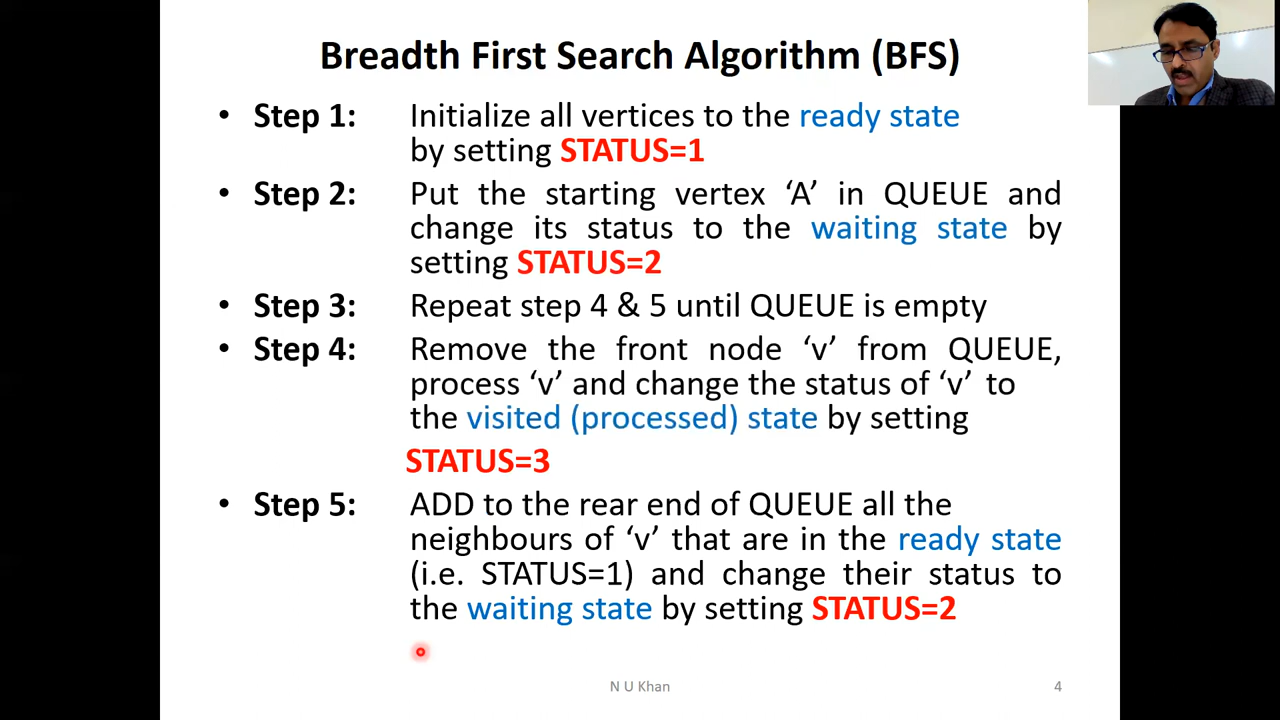 Breadth First Search Algorithm (BFS)
• Step 1: Initialize all vertices to the ready state
by setting STATUS=1
• Step 2: Put the starting vertex ‘A’ in QUEUE and
change its status to the waiting state by
setting STATUS=2
• Step 3: Repeat step 4 & 5 until QUEUE is empty
• Step 4: Remove the front node ‘v’ from QUEUE,
process ‘v’ and change the status of ‘v’ to
the visited (processed) state by setting
STATUS=3
• Step 5: ADD to the rear end of QUEUE all the
neighbours of ‘v’ that are in the ready state
(i.e. STATUS=1) and change their status to
the waiting state by setting STATUS=2
N U Khan
4